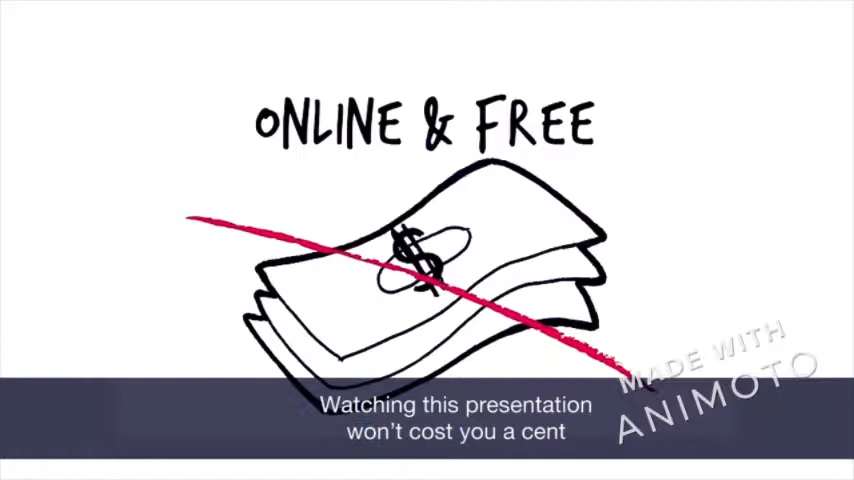 ONLINE & FREE
$
Watching this presentation
won't cost you a cent
MADE WITH
ANIMOTO